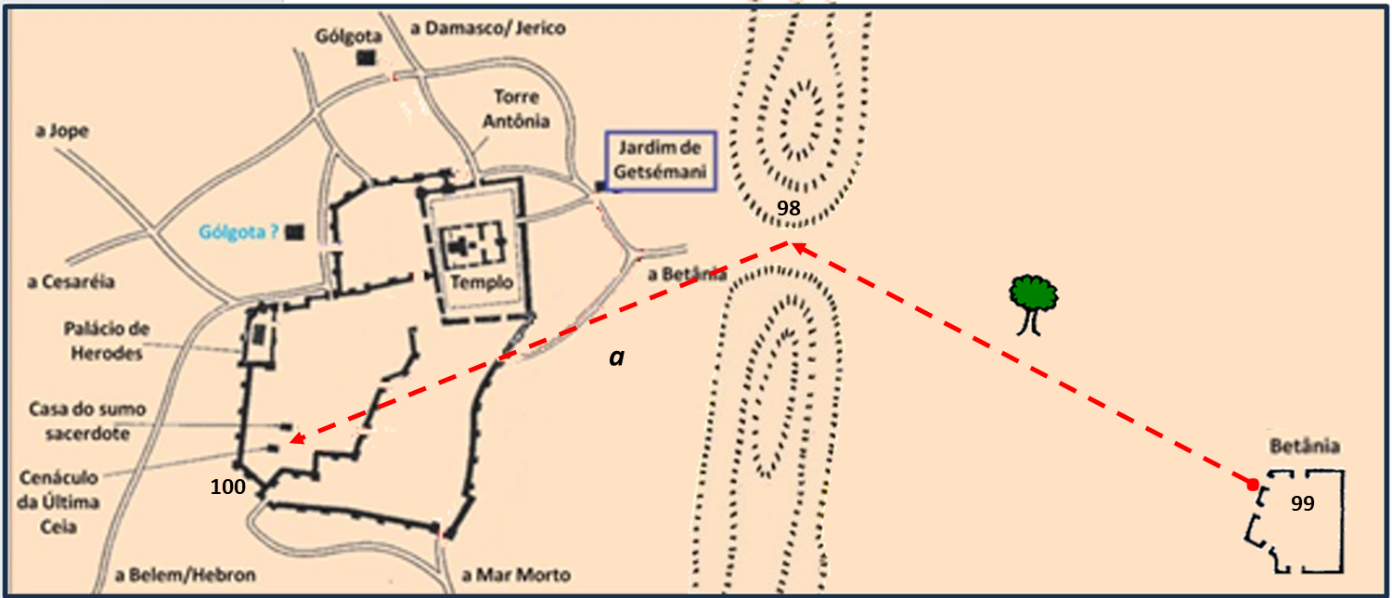 Gólgota
a Damasco/ Jerico
Torre
Antônia
a Jope
Jardim de
Getsémani
98
Gólgota ?
a Cesaréia
Templo
a Betânia
Palácio de
Herodes
a
Casa do sumo
sacerdote
Cenáculo
da Última
Ceia
100
Betânia
99
a Belem/Hebron
a Mar Morto